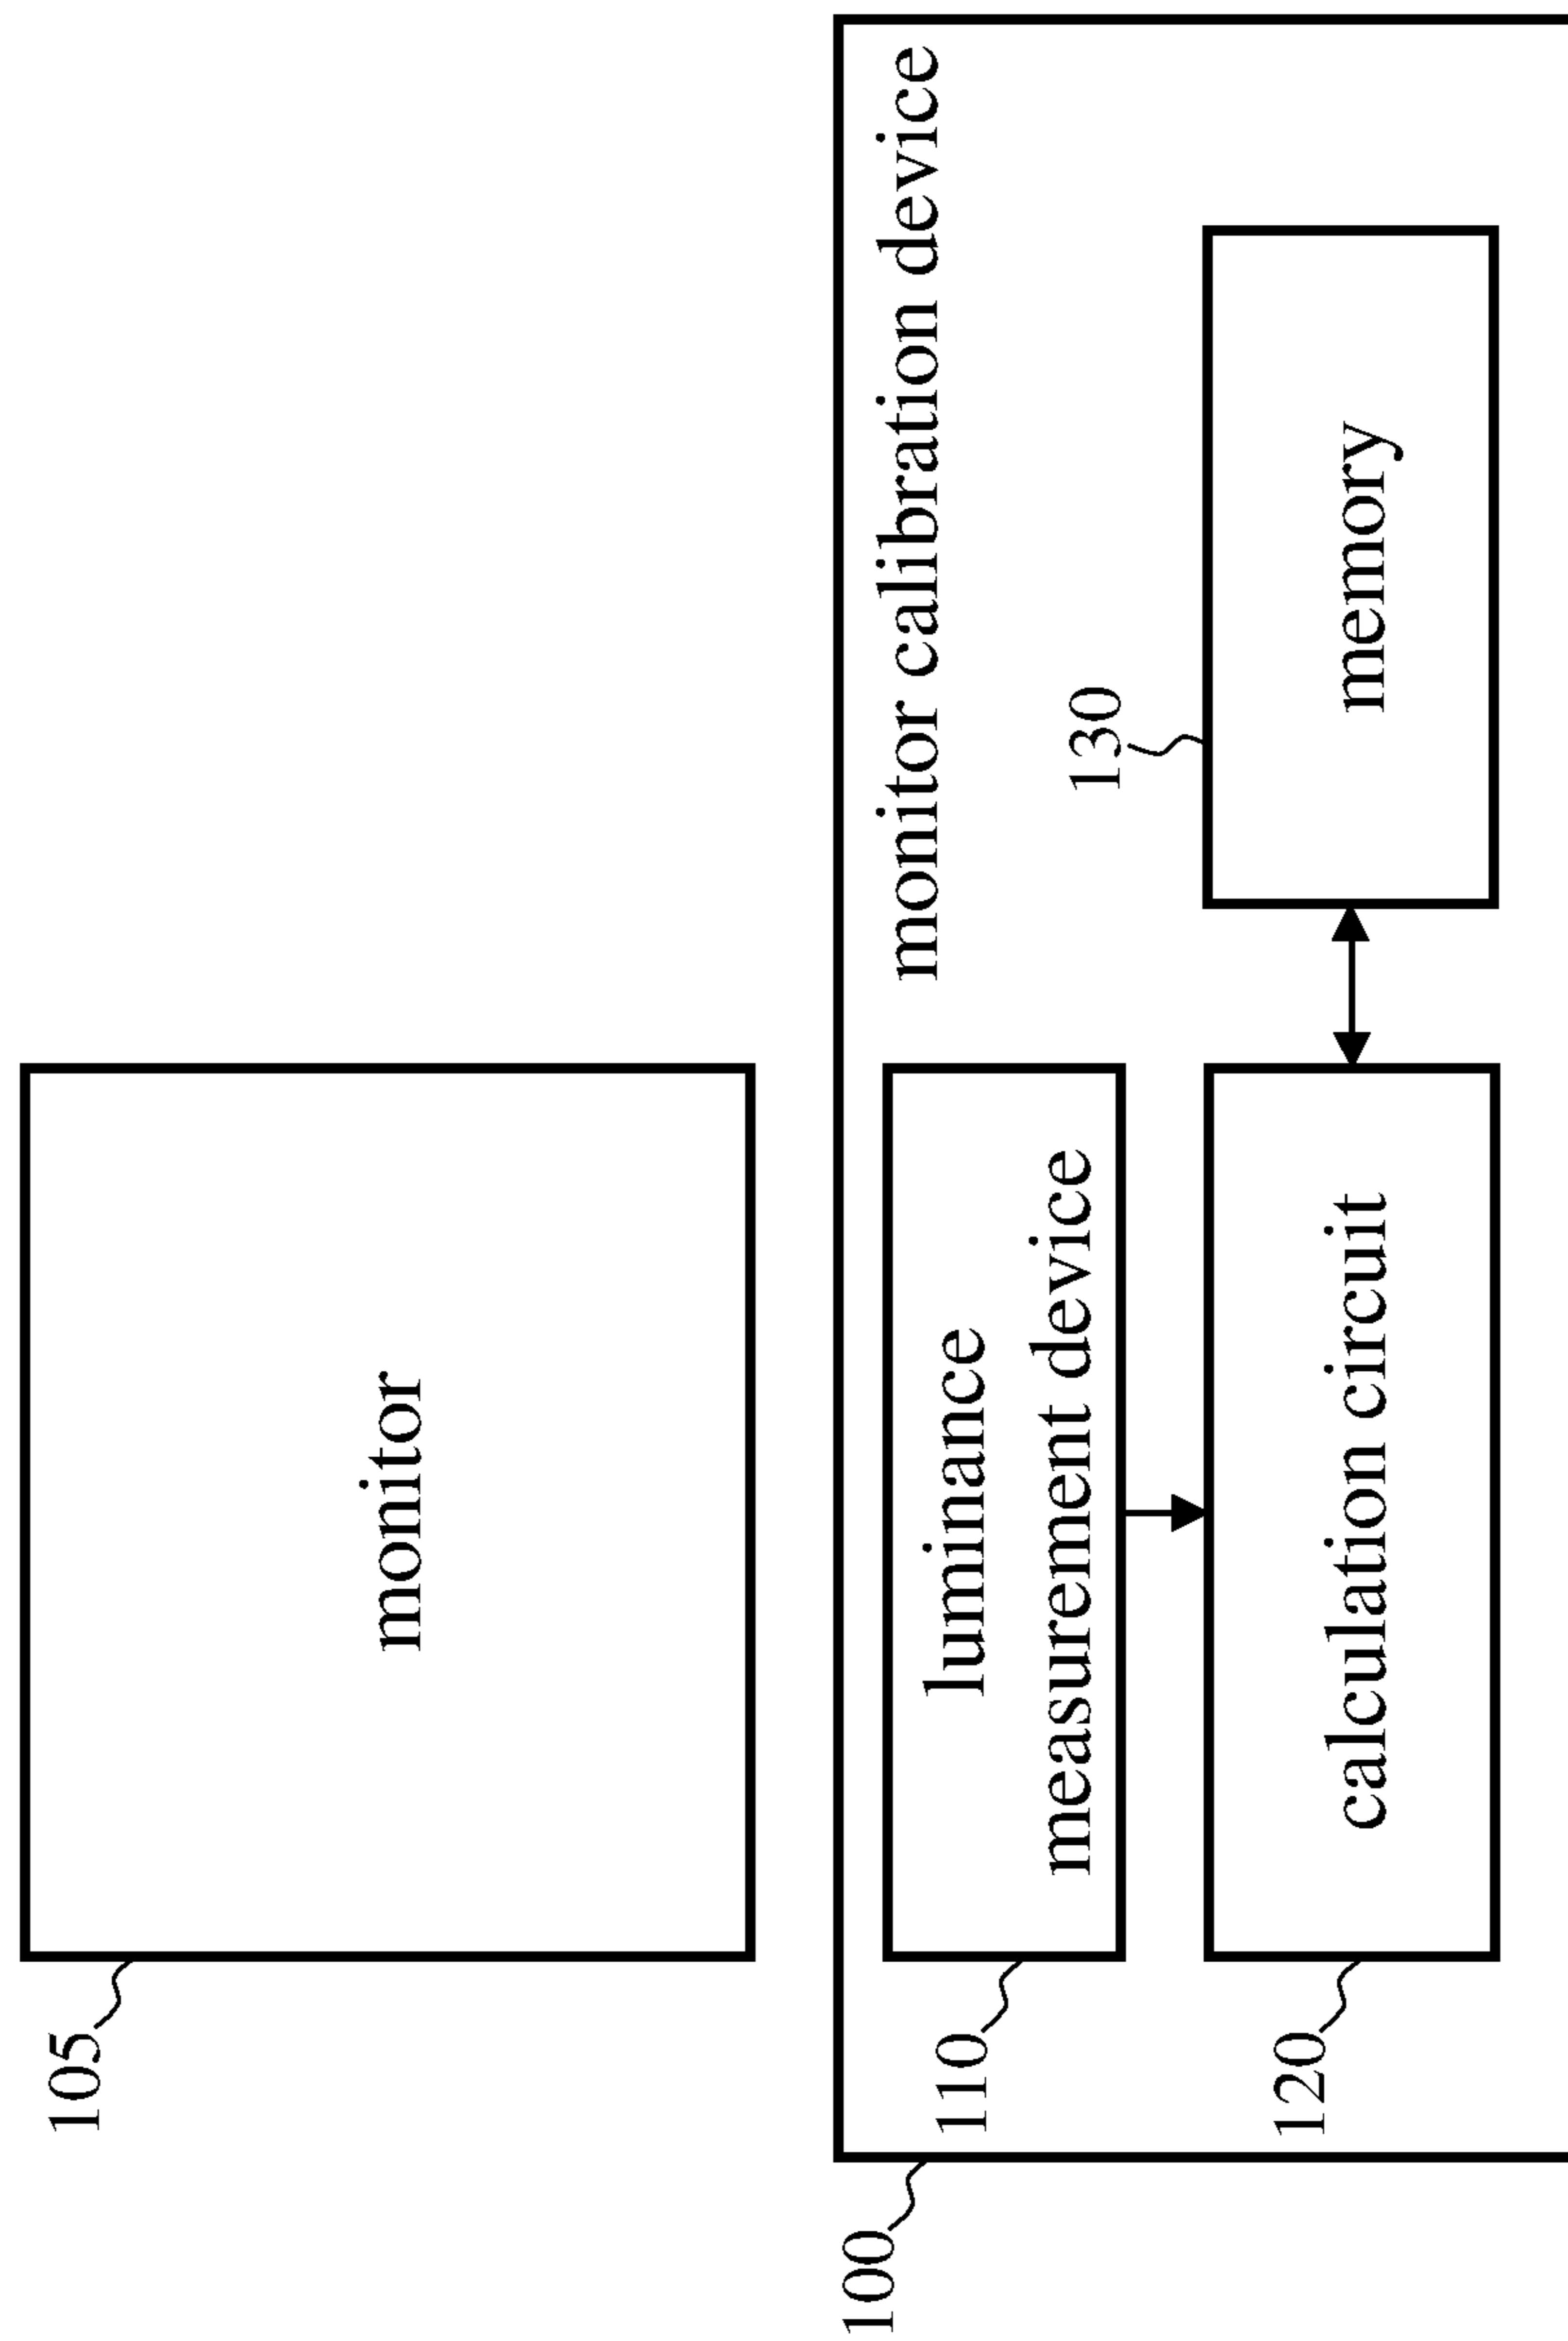 105
monitor
100
monitor calibration device
110
luminance
measurement device
130
120
calculation circuit
memory